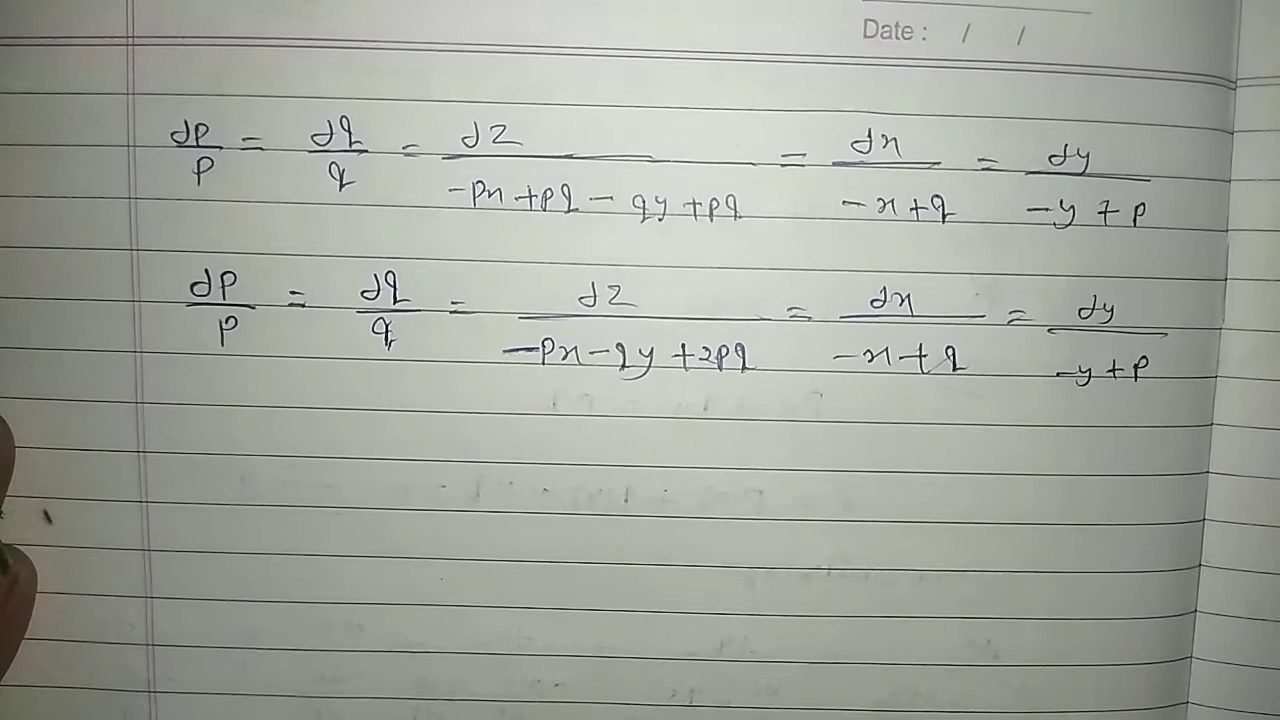 Date : / /
dp/p = dq/q = dz/(-px + pq - qy + pq) = dx/(-x + q) = dy/(-y + p)
dp/p = dq/q = dz/(-px - qy + 2pq) = dx/(-x + q) = dy/(-y + p)